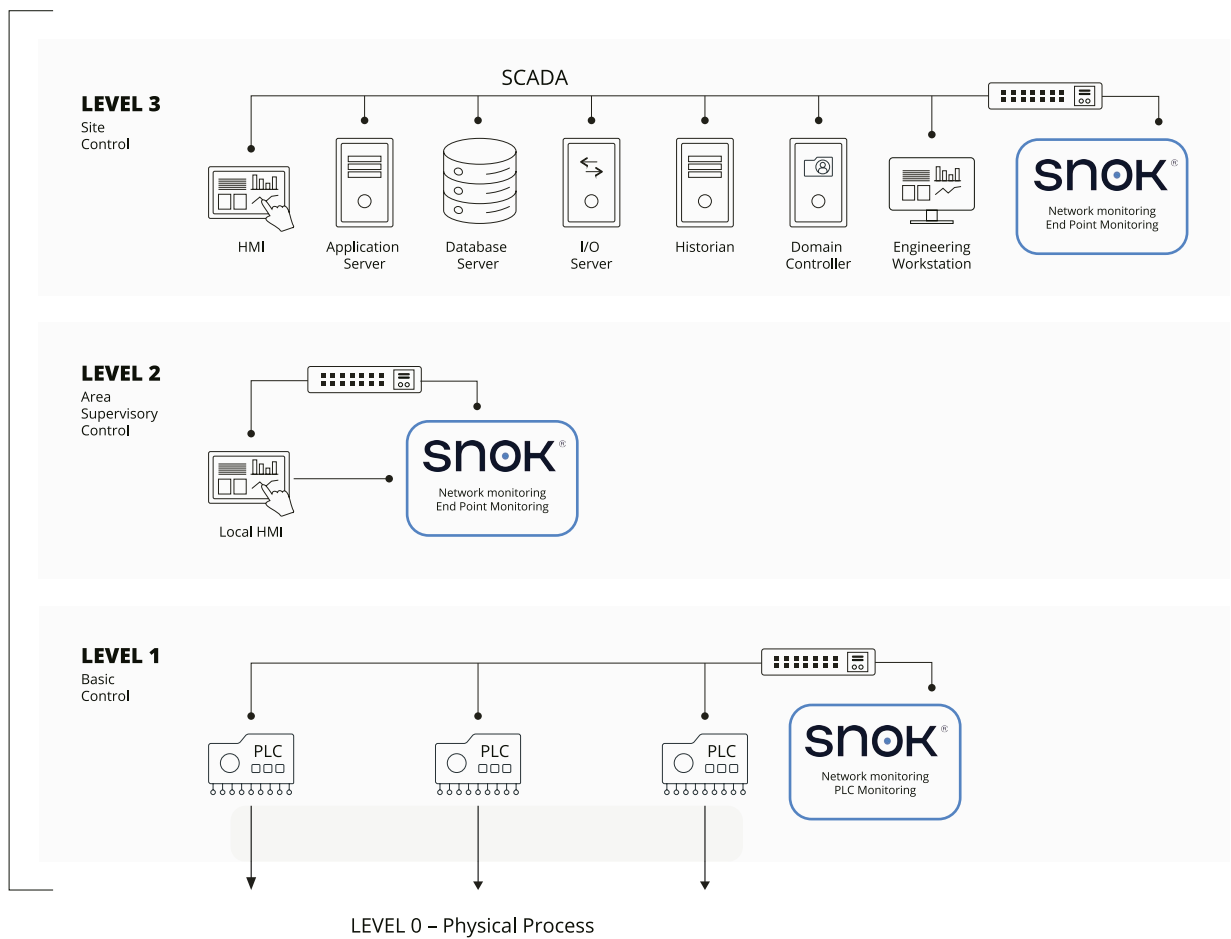 SCADA
LEVEL 3
Site
Control
HMI
Application
Server
Database
Server
I/O
Server
Historian
Domain
Controller
Engineering
Workstation
snok®
Network monitoring
End Point Monitoring
LEVEL 2
Area
Supervisory
Control
Local HMI
snok®
Network monitoring
End Point Monitoring
LEVEL 1
Basic
Control
PLC
PLC
PLC
snok®
Network monitoring
PLC Monitoring
LEVEL 0 – Physical Process